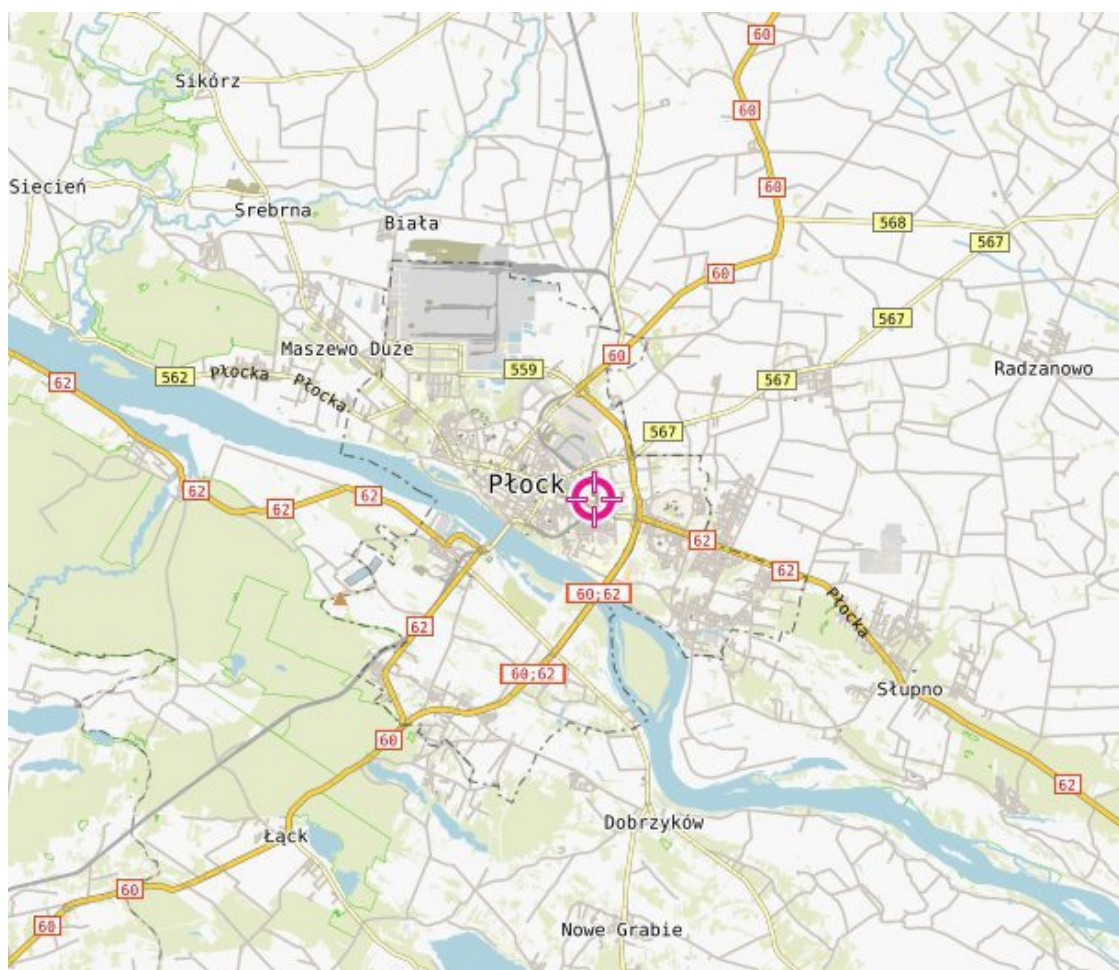 60
Sikórz
60
Siecień
60
Srebrna
Biała
568
567
60
567
Maszewo Duże
60
559
Radzanowo
562
Płocka
Płocka
567
62
567
Płock
62
62
62
62
62
60;62
Płocka
62
60;62
Słupno
60
62
Dobrzyków
Łąck
60
60
Nowe Grabie